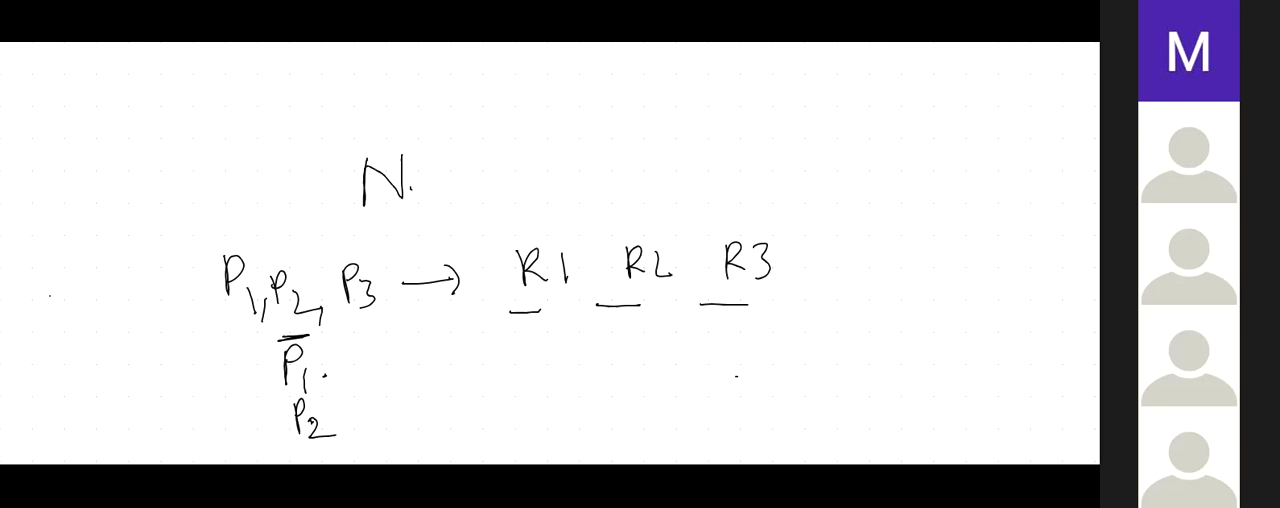 N.
P1, P2, P3 → R1 R2 R3
P1.
P2
M